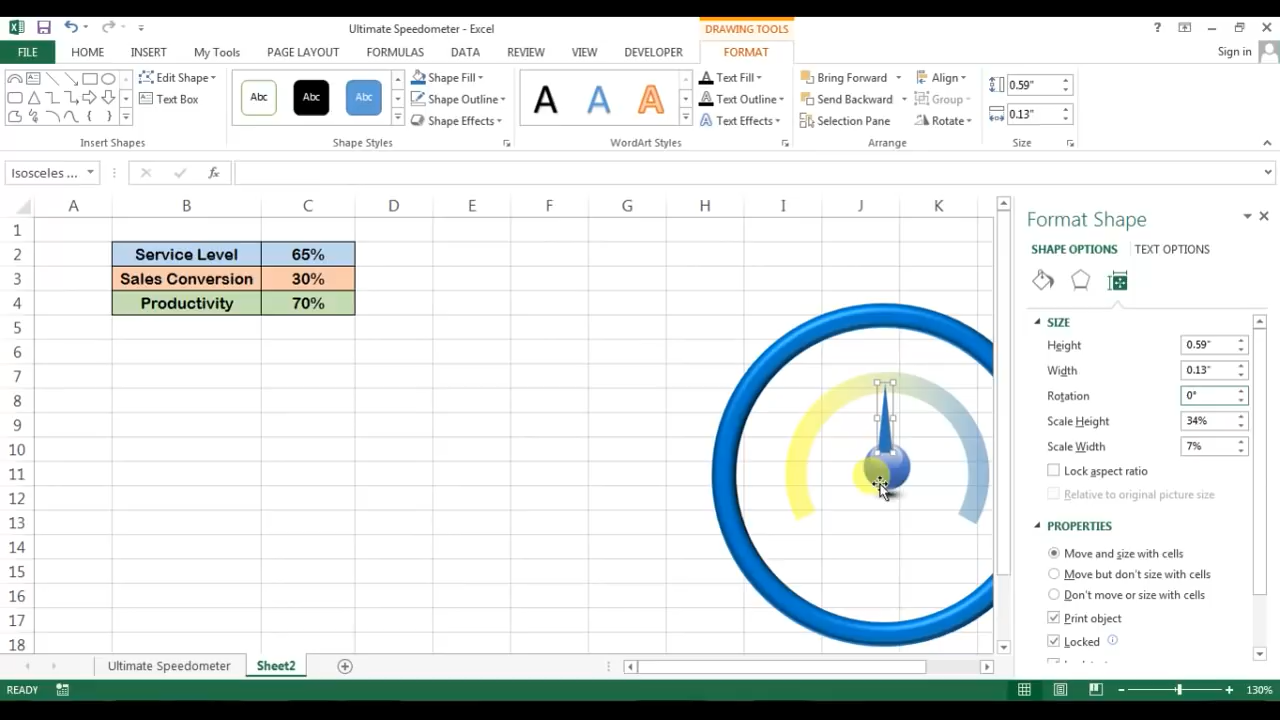 Ultimate Speedometer - Excel
DRAWING TOOLS
?
Sign in
FILE HOME INSERT My Tools PAGE LAYOUT FORMULAS DATA REVIEW VIEW DEVELOPER FORMAT
Edit Shape
Text Box
Insert Shapes
Abc Abc Abc
Shape Fill
Shape Outline
Shape Effects
Shape Styles
A A A
WordArt Styles
Text Fill
Text Outline
Text Effects
Bring Forward
Send Backward
Selection Pane
Align
Group
Rotate
Arrange
0.59"
0.13"
Size
Isosceles ...
fx
A B C D E F G H I J K
1
2 Service Level 65%
3 Sales Conversion 30%
4 Productivity 70%
5
6
7
8
9
10
11
12
13
14
15
16
17
18
Format Shape
SHAPE OPTIONS TEXT OPTIONS
SIZE
Height 0.59"
Width 0.13"
Rotation 0°
Scale Height 34%
Scale Width 7%
Lock aspect ratio
Relative to original picture size
PROPERTIES
Move and size with cells
Move but don't size with cells
Don't move or size with cells
Print object
Locked
Ultimate Speedometer Sheet2
READY
130%